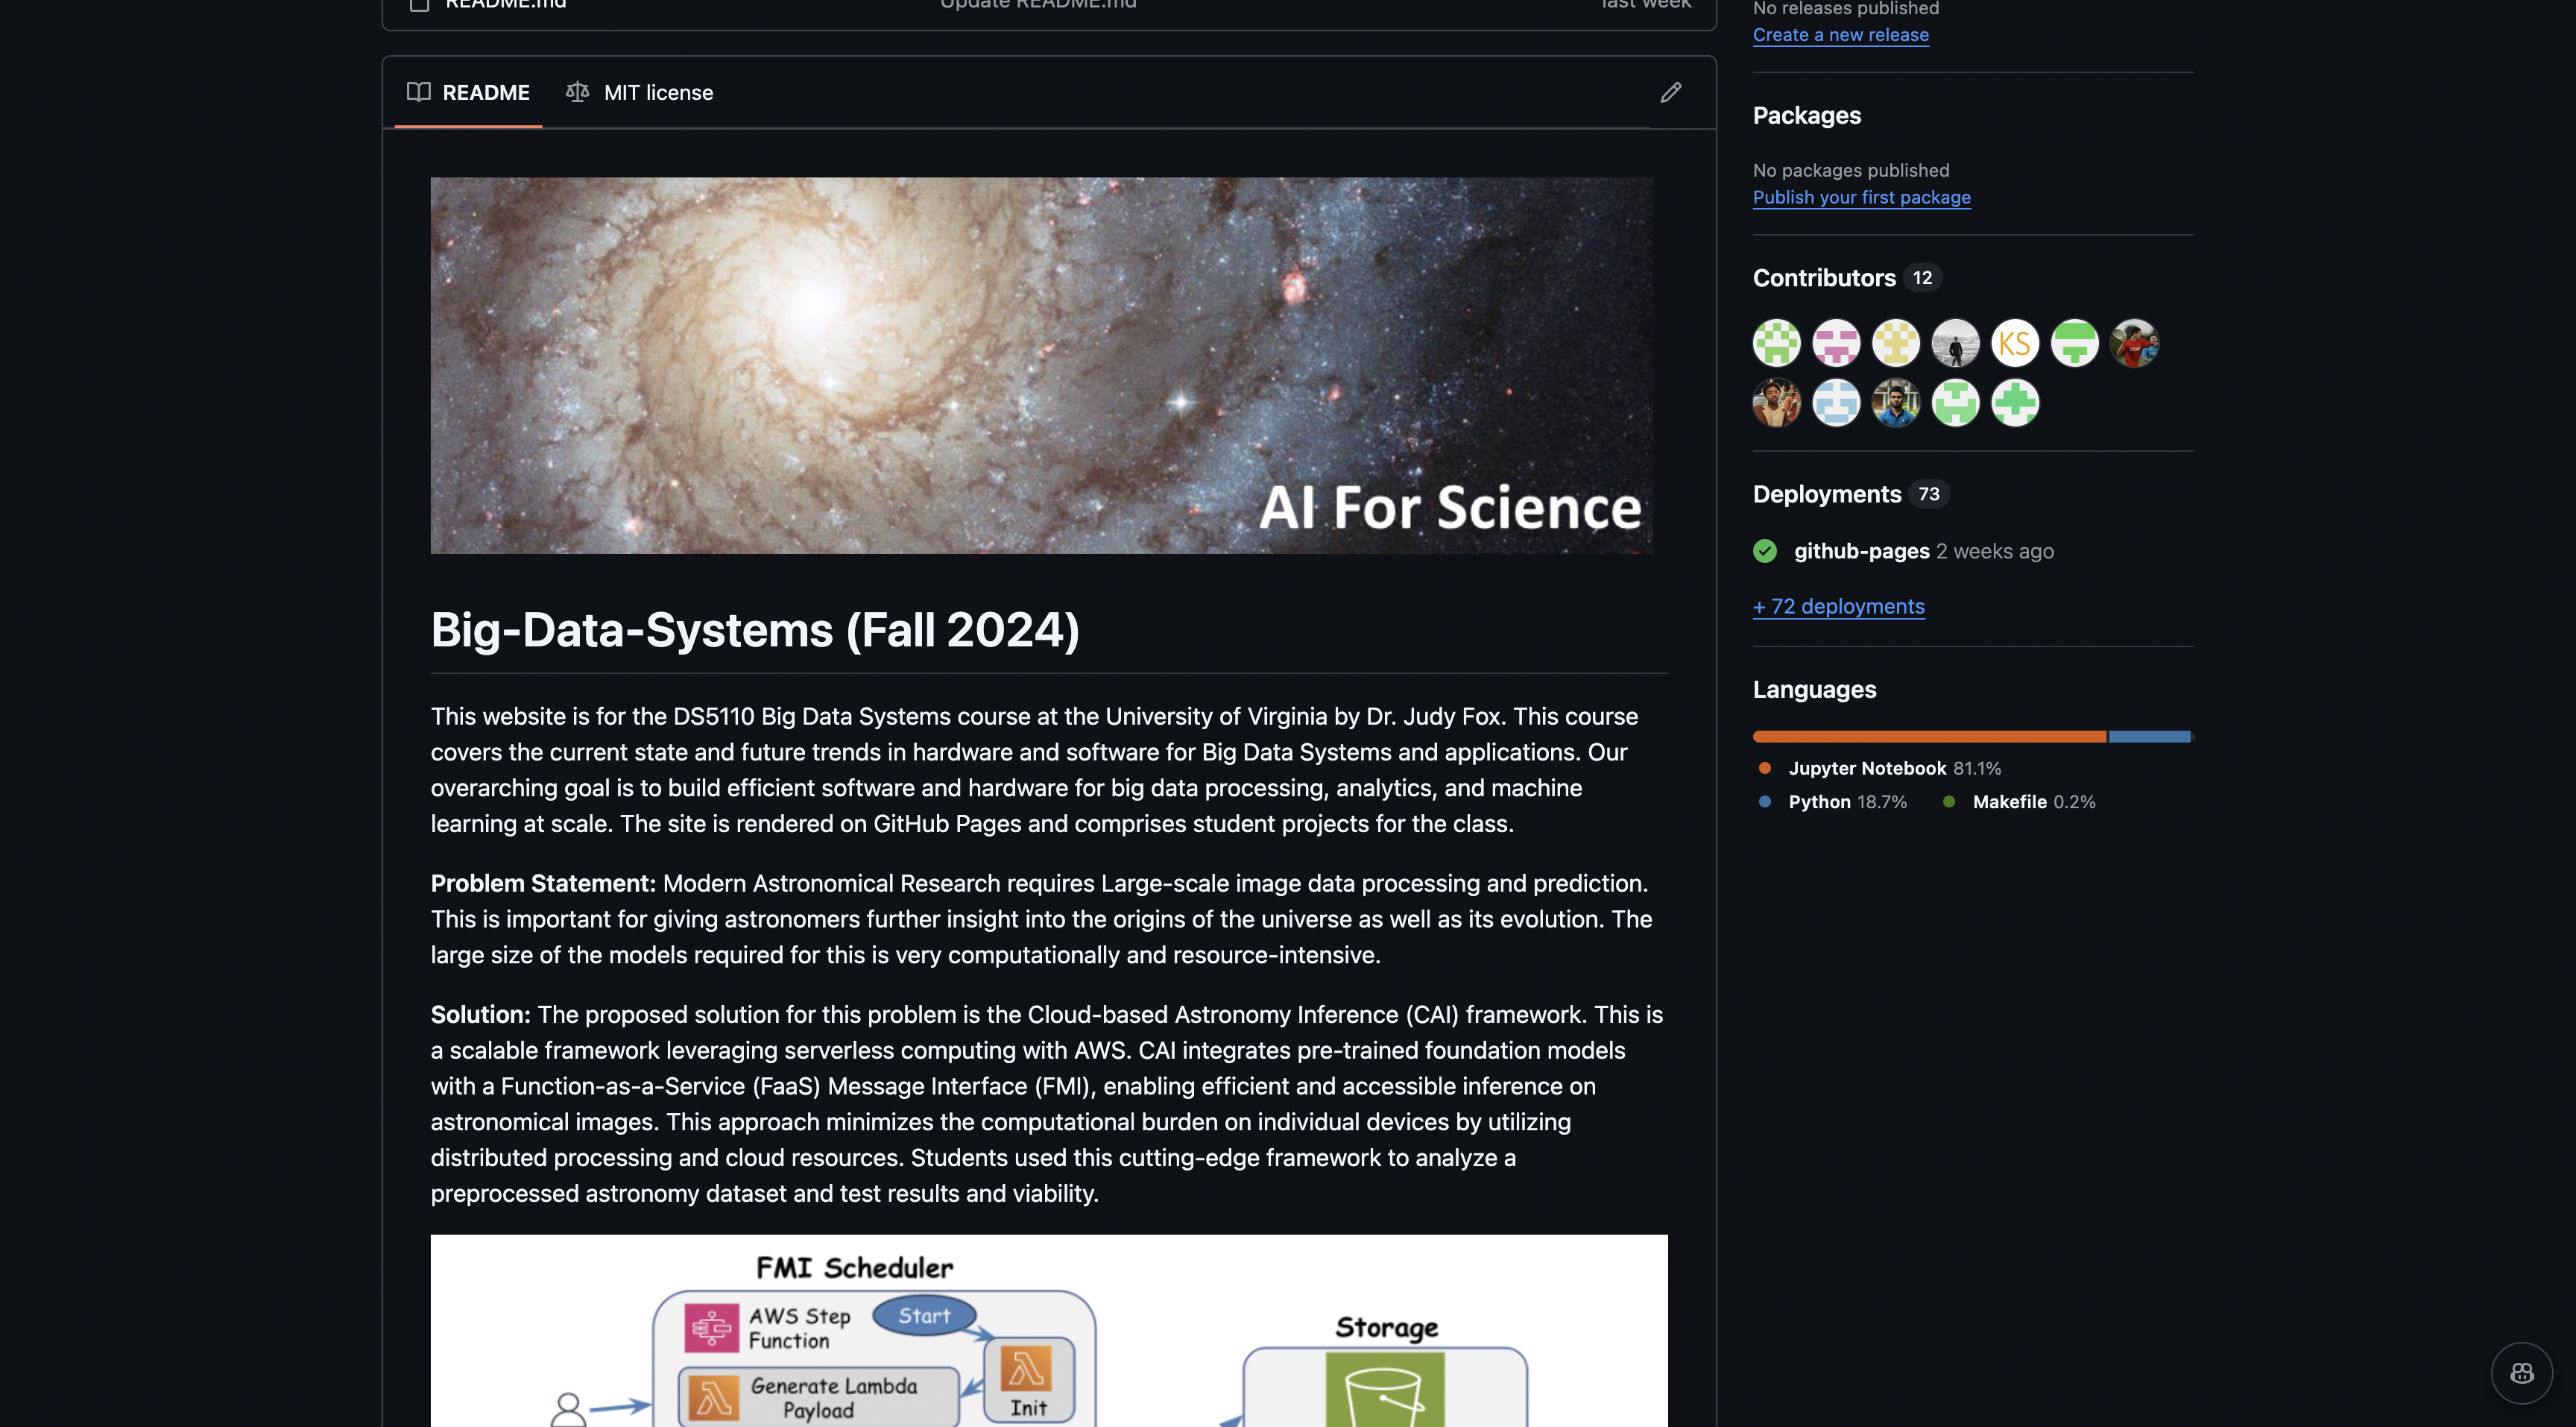 README.md Update README.md last week
README MIT license
AI For Science
Big-Data-Systems (Fall 2024)
This website is for the DS5110 Big Data Systems course at the University of Virginia by Dr. Judy Fox. This course
covers the current state and future trends in hardware and software for Big Data Systems and applications. Our
overarching goal is to build efficient software and hardware for big data processing, analytics, and machine
learning at scale. The site is rendered on GitHub Pages and comprises student projects for the class.
Problem Statement: Modern Astronomical Research requires Large-scale image data processing and prediction.
This is important for giving astronomers further insight into the origins of the universe as well as its evolution. The
large size of the models required for this is very computationally and resource-intensive.
Solution: The proposed solution for this problem is the Cloud-based Astronomy Inference (CAI) framework. This is
a scalable framework leveraging serverless computing with AWS. CAI integrates pre-trained foundation models
with a Function-as-a-Service (FaaS) Message Interface (FMI), enabling efficient and accessible inference on
astronomical images. This approach minimizes the computational burden on individual devices by utilizing
distributed processing and cloud resources. Students used this cutting-edge framework to analyze a
preprocessed astronomy dataset and test results and viability.
FMI Scheduler
AWS Step
Function
Start
Generate Lambda
Payload
Init
Storage
No releases published
Create a new release
Packages
No packages published
Publish your first package
Contributors 12
KS
Deployments 73
github-pages 2 weeks ago
+ 72 deployments
Languages
Jupyter Notebook 81.1%
Python 18.7% Makefile 0.2%